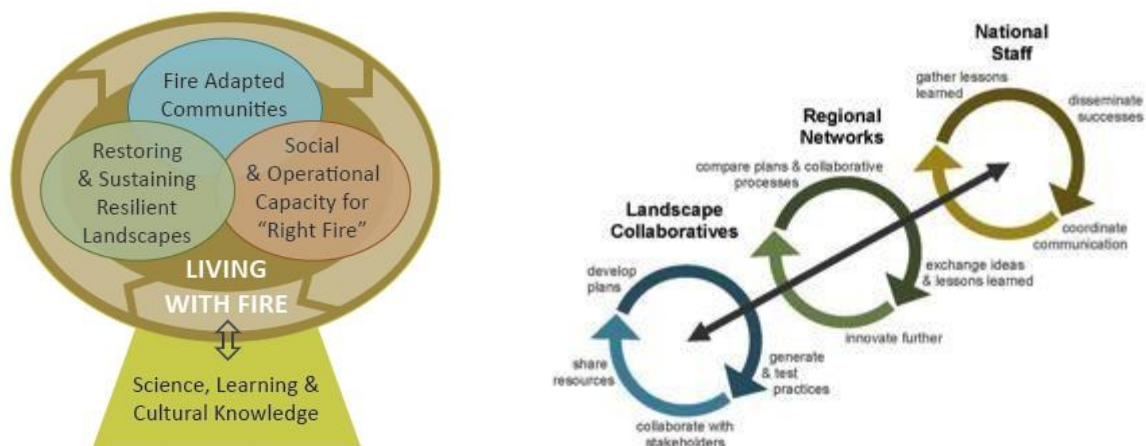 Fire Adapted
Communities
Restoring
& Sustaining
Resilient
Landscapes
Social
& Operational
Capacity for
“Right Fire”
LIVING
WITH FIRE
Science, Learning &
Cultural Knowledge
National
Staff
gather lessons
learned
disseminate
successes
coordinate
communication
Regional
Networks
compare plans & collaborative
processes
exchange ideas
& lessons learned
innovate further
Landscape
Collaboratives
develop
plans
generate
& test
practices
share
resources
collaborate with
stakeholders